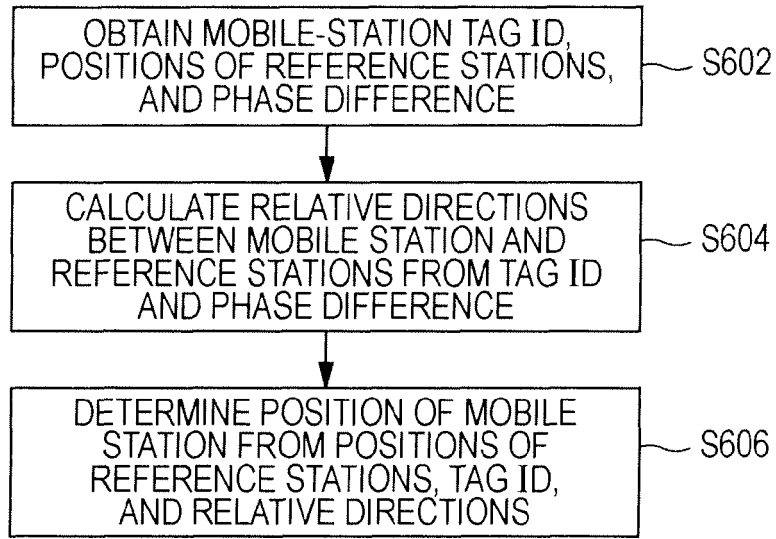 OBTAIN MOBILE-STATION TAG ID,
POSITIONS OF REFERENCE STATIONS,
AND PHASE DIFFERENCE
S602
CALCULATE RELATIVE DIRECTIONS
BETWEEN MOBILE STATION AND
REFERENCE STATIONS FROM TAG ID
AND PHASE DIFFERENCE
S604
DETERMINE POSITION OF MOBILE
STATION FROM POSITIONS OF
REFERENCE STATIONS, TAG ID,
AND RELATIVE DIRECTIONS
S606